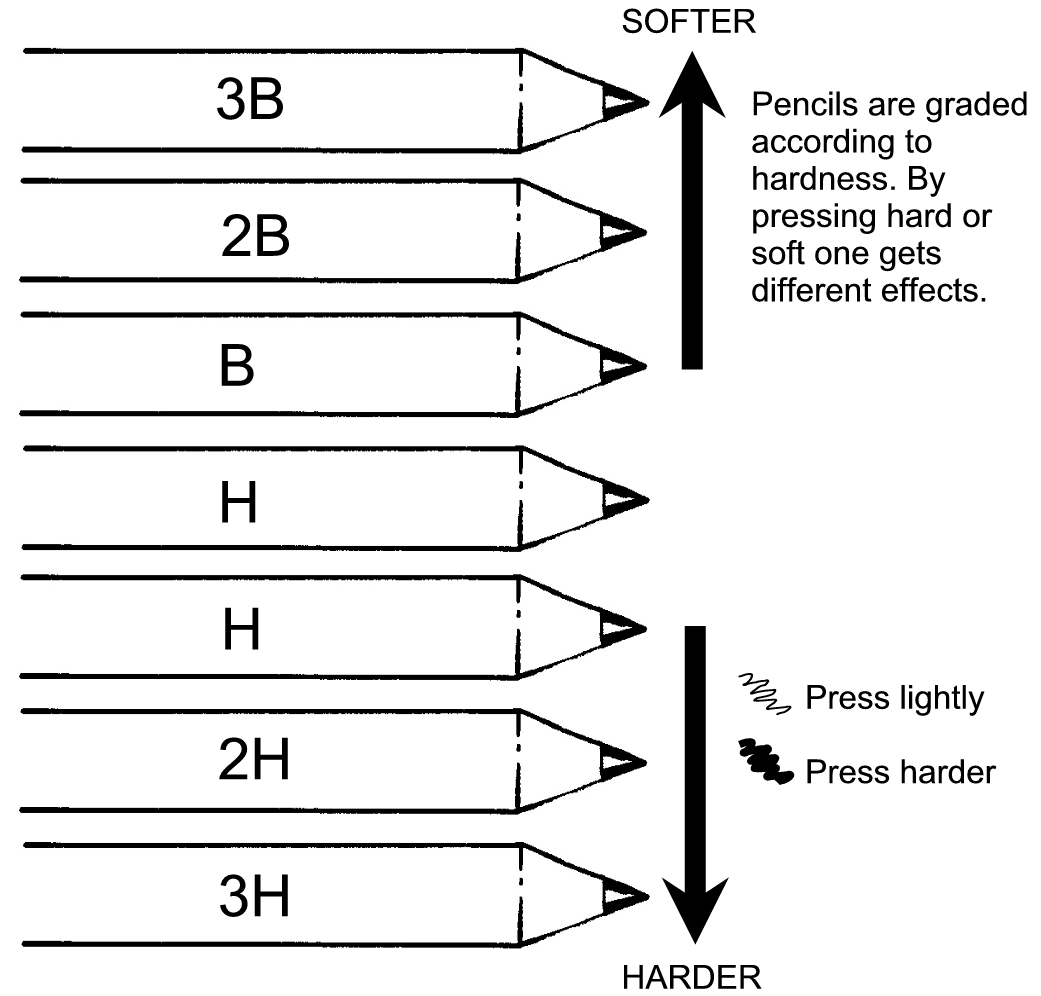 SOFTER
3B
Pencils are graded
according to
hardness. By
pressing hard or
soft one gets
different effects.
2B
B
H
H
Press lightly
2H
Press harder
3H
HARDER